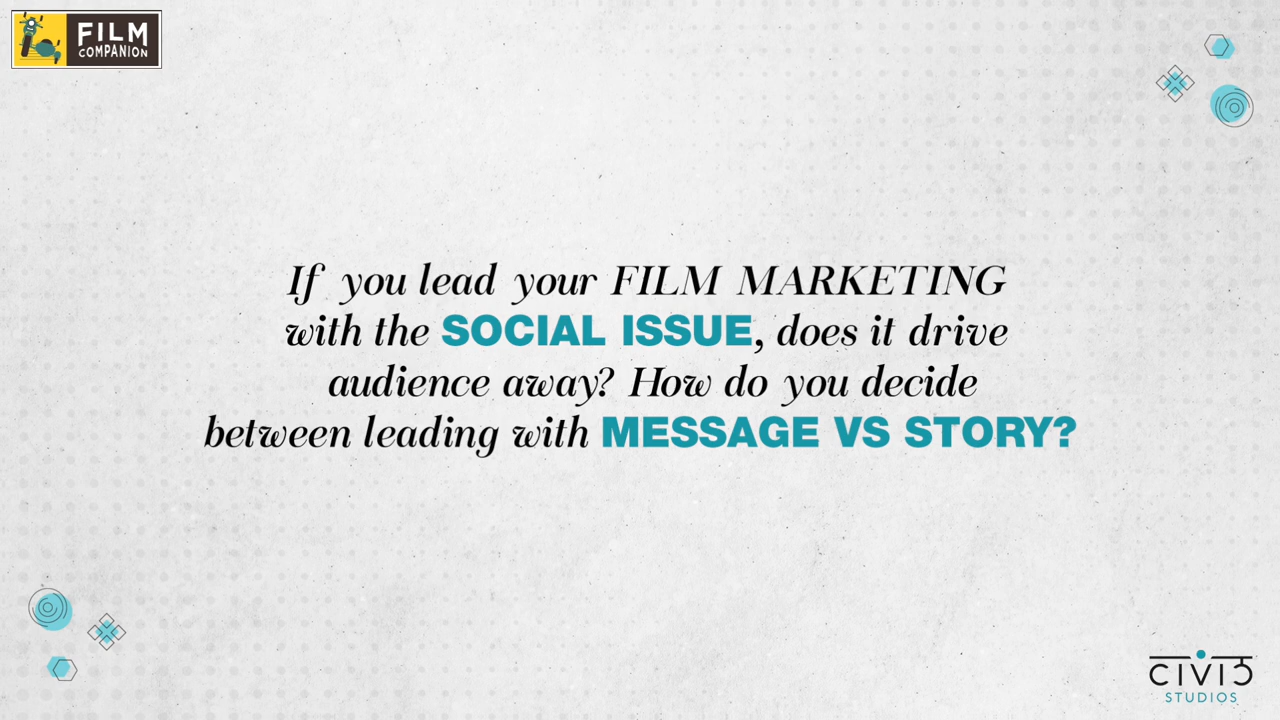 FILM
COMPANION
If you lead your FILM MARKETING
with the SOCIAL ISSUE, does it drive
audience away? How do you decide
between leading with MESSAGE VS STORY?
CIVIC
STUDIOS